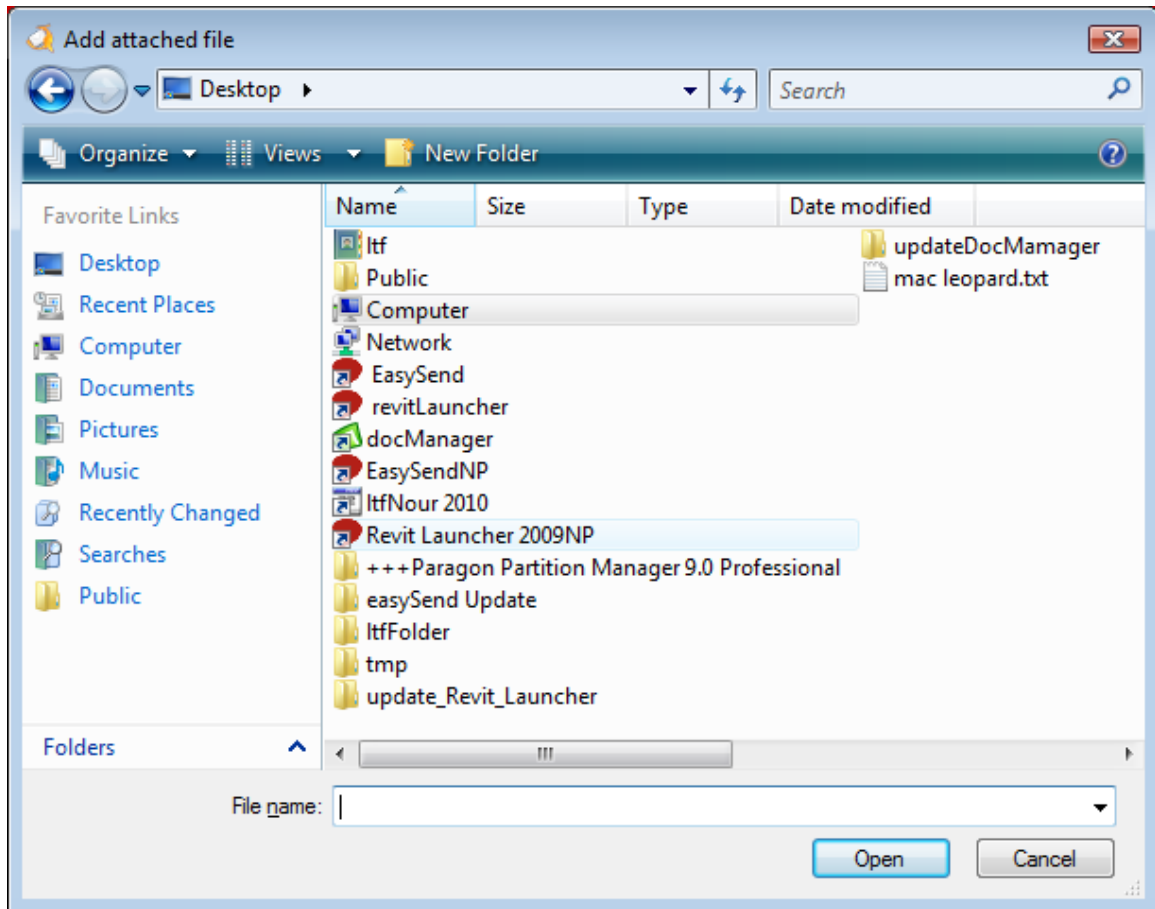 Add attached file
Desktop
Search
Organize Views New Folder
Favorite Links
Desktop
Recent Places
Computer
Documents
Pictures
Music
Recently Changed
Searches
Public
Folders
Name Size Type Date modified
ltf
Public
Computer
Network
EasySend
revitLauncher
docManager
EasySendNP
ltfNour 2010
Revit Launcher 2009NP
+++Paragon Partition Manager 9.0 Professional
easySend Update
ltfFolder
tmp
update_Revit_Launcher
updateDocMamager
mac leopard.txt
File name:
Open Cancel